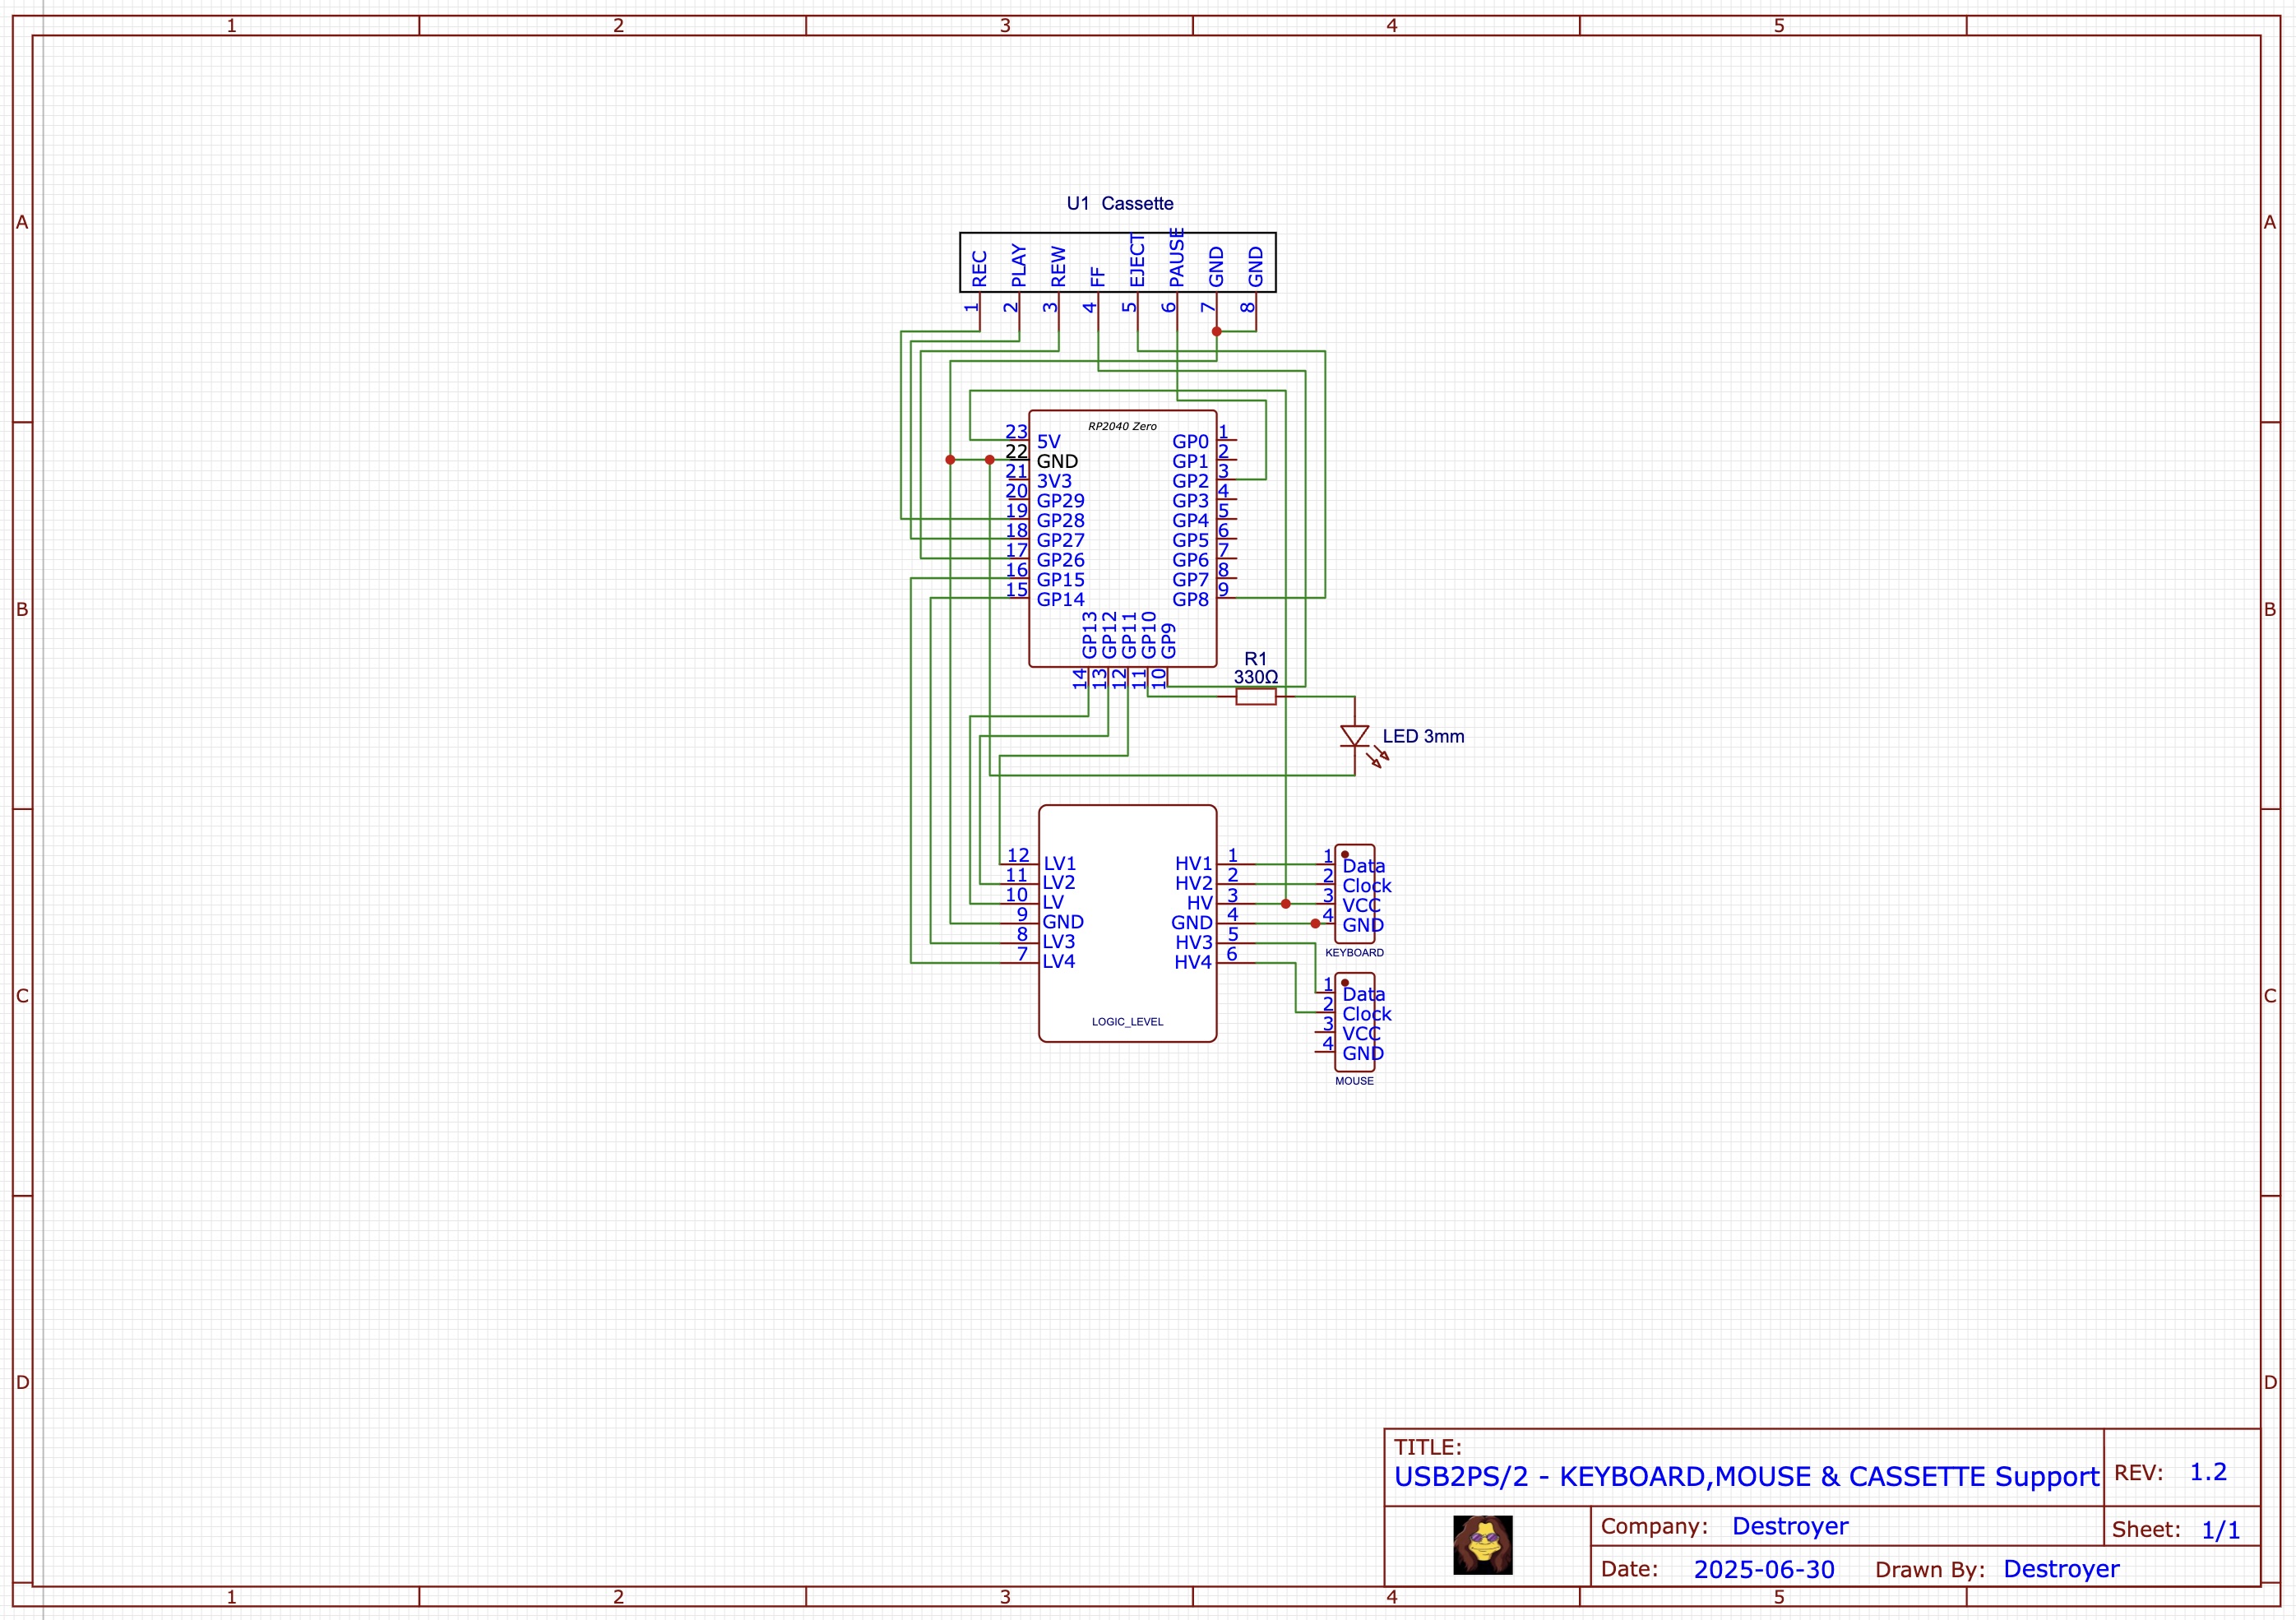 1 2 3 4 5
A A
B B
C C
D D
U1 Cassette
REC PLAY REW FF EJECT PAUSE GND GND
1 2 3 4 5 6 7 8
RP2040 Zero
23 5V GP0 1
22 GND GP1 2
21 3V3 GP2 3
20 GP29 GP3 4
19 GP28 GP4 5
18 GP27 GP5 6
17 GP26 GP6 7
16 GP15 GP7 8
15 GP14 GP8 9
GP13 GP12 GP11 GP10 GP9
14 13 12 11 10
R1
330Ω
LED 3mm
12 LV1 HV1 1
11 LV2 HV2 2
10 LV HV 3
9 GND GND 4
8 LV3 HV3 5
7 LV4 HV4 6
LOGIC_LEVEL
1 Data
2 Clock
3 VCC
4 GND
KEYBOARD
1 Data
2 Clock
3 VCC
4 GND
MOUSE
TITLE:
USB2PS/2 - KEYBOARD,MOUSE & CASSETTE Support
REV: 1.2
Company: Destroyer
Sheet: 1/1
Date: 2025-06-30 Drawn By: Destroyer
1 2 3 4 5